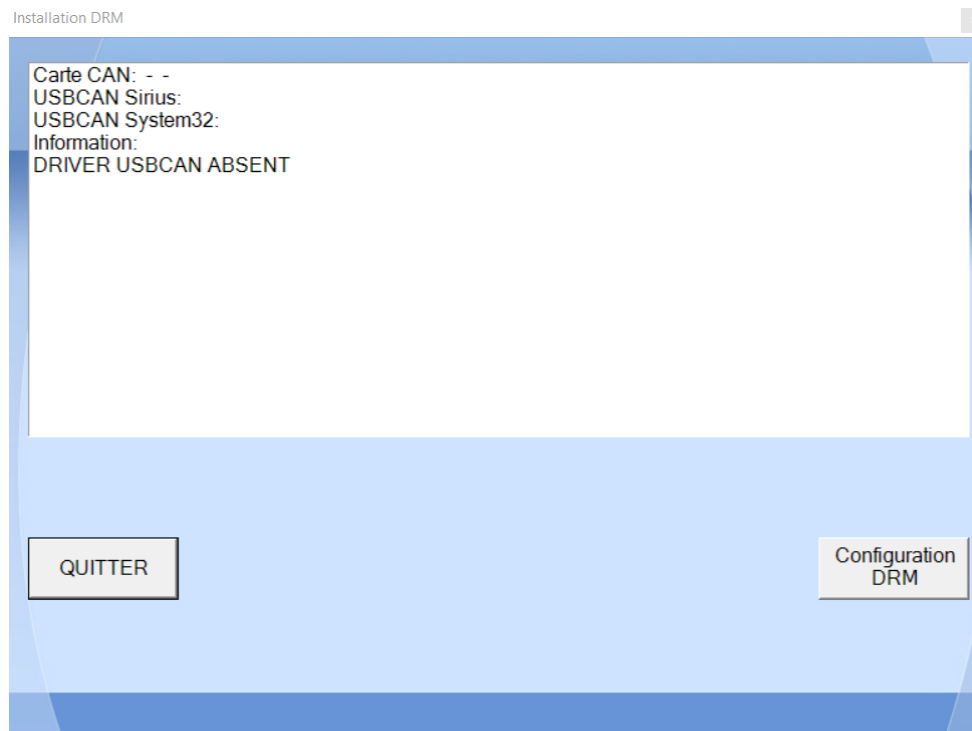 Installation DRM
Carte CAN: - -
USBCAN Sirius:
USBCAN System32:
Information:
DRIVER USBCAN ABSENT
QUITTER
Configuration
DRM